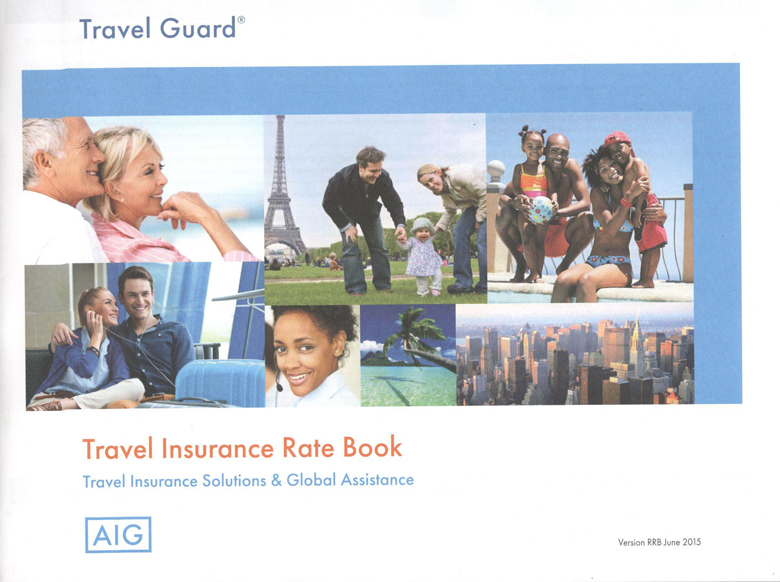 Travel Guard®
Travel Insurance Rate Book
Travel Insurance Solutions & Global Assistance
AIG
Version RRB June 2015